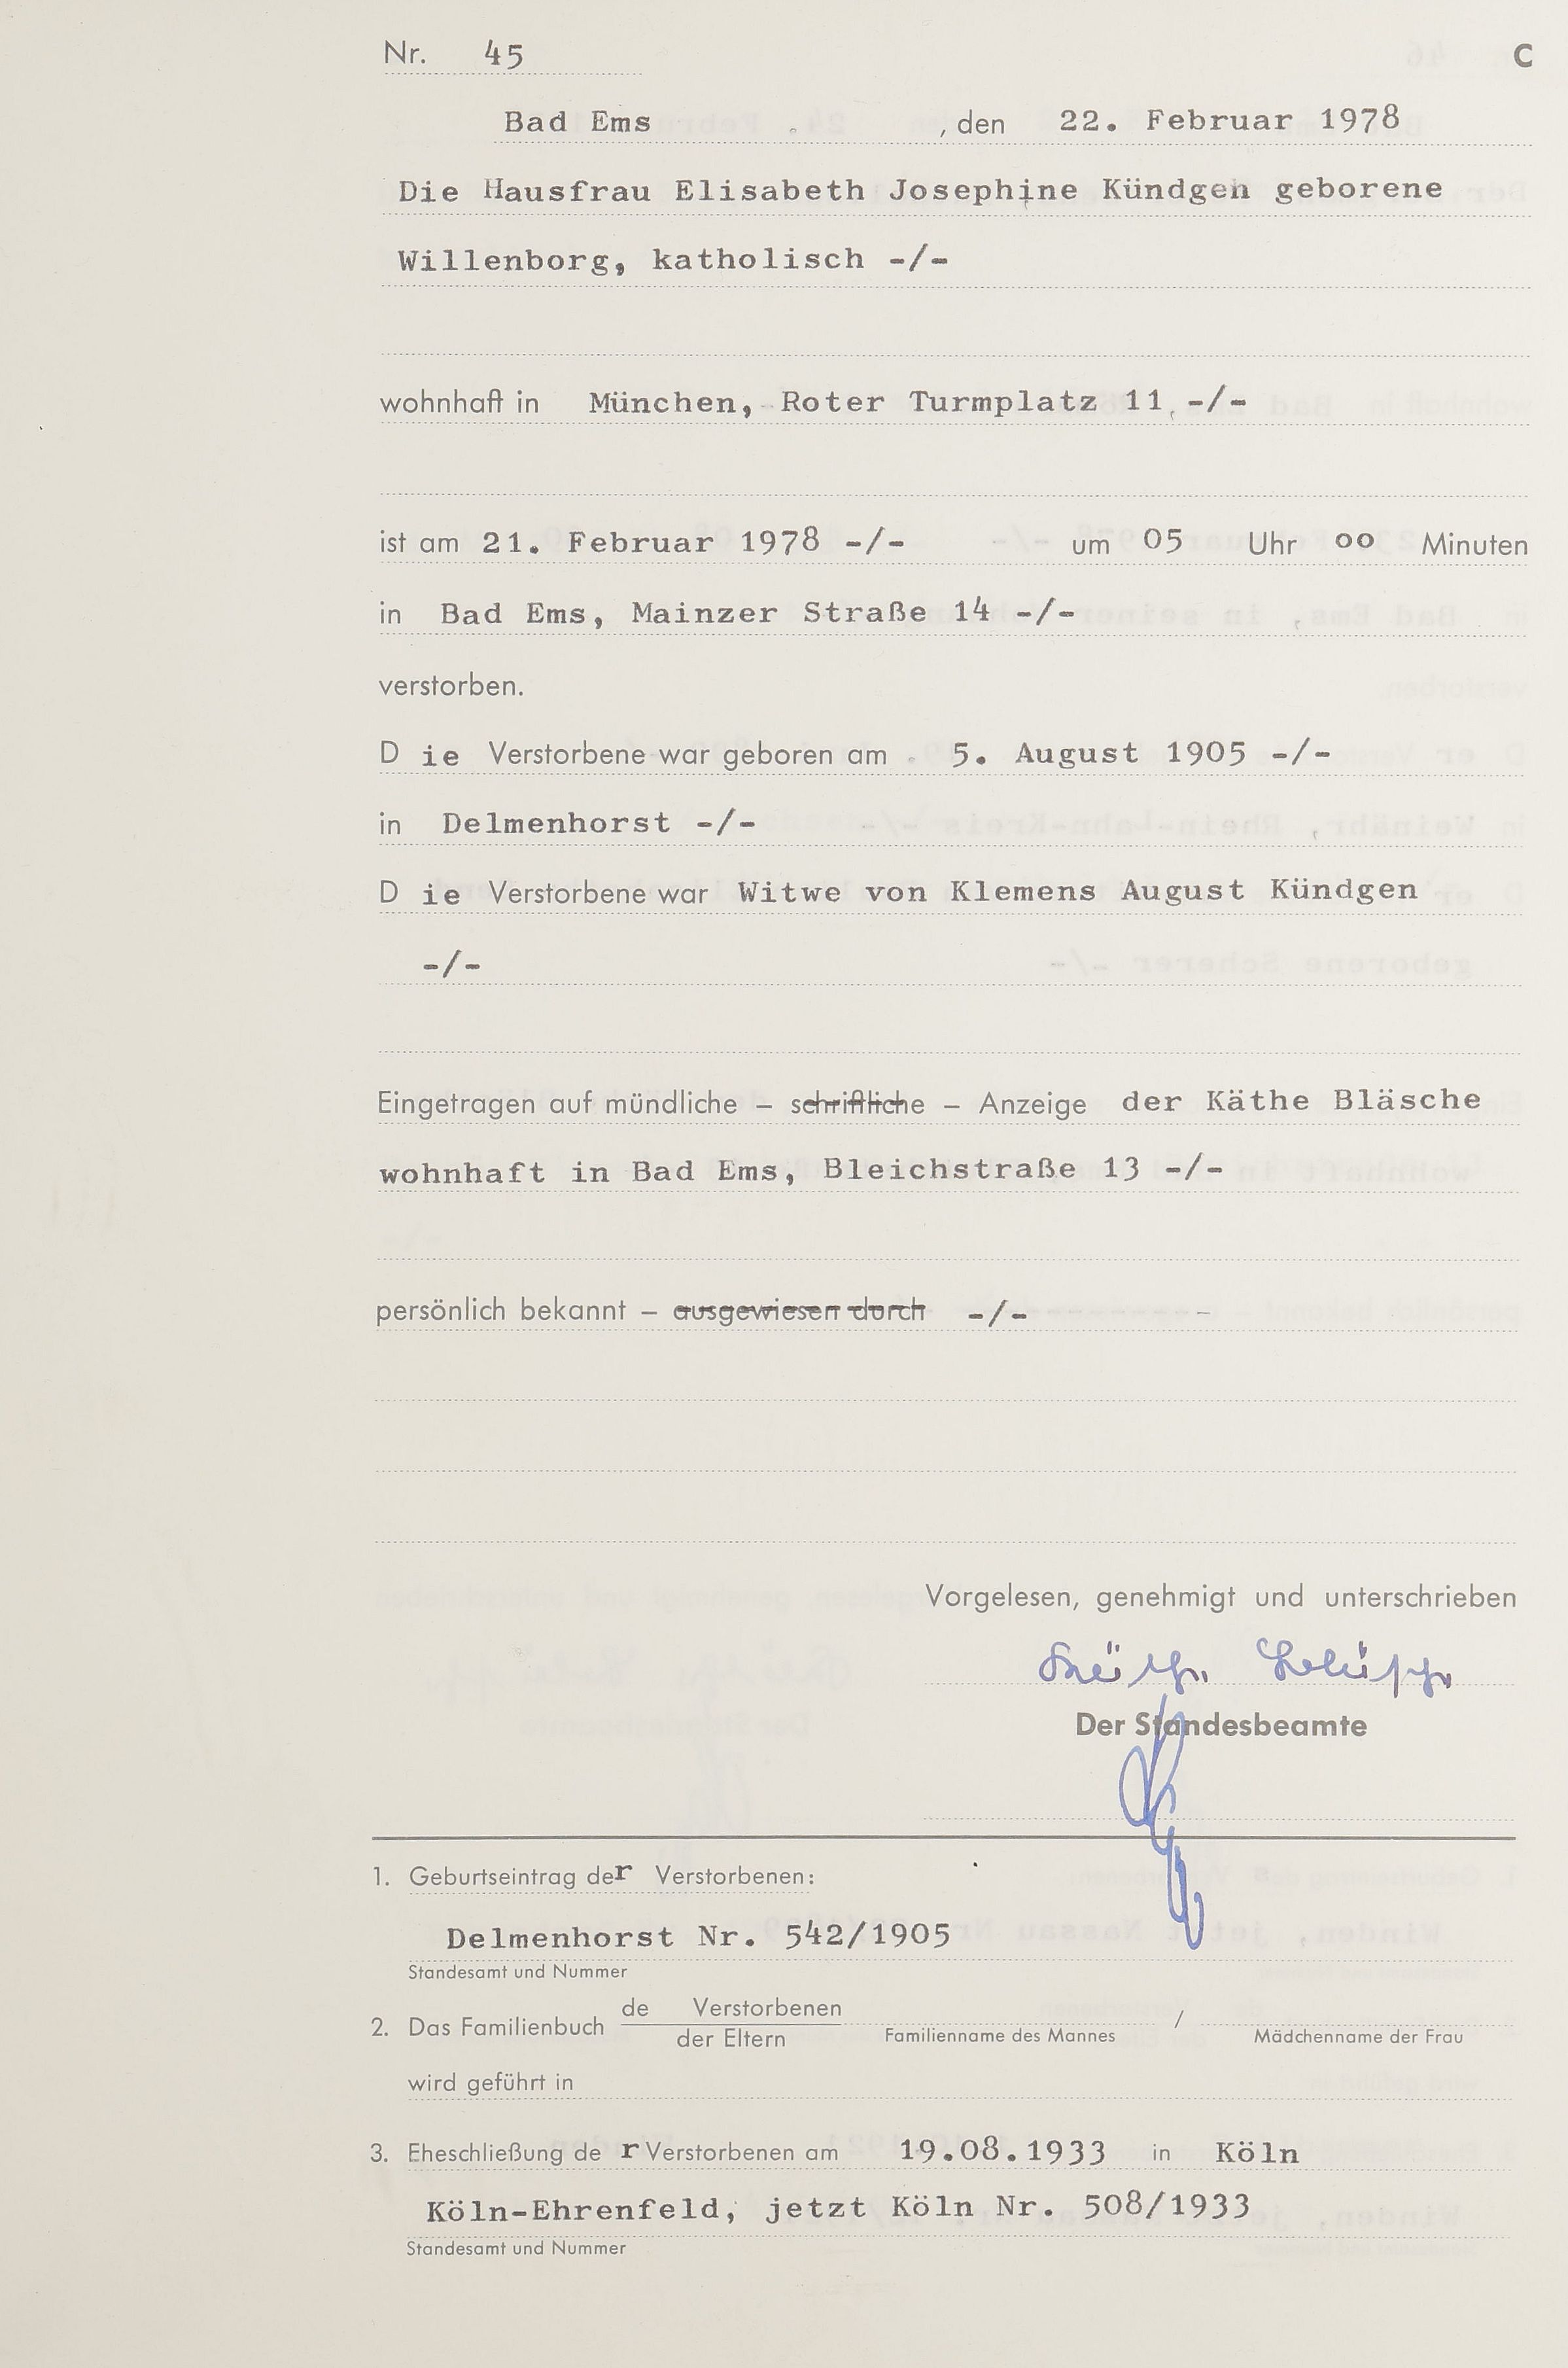 Nr. 45 C
Bad Ems , den 22. Februar 1978
Die Hausfrau Elisabeth Josephine Kündgen geborene
Willenborg, katholisch -/-
wohnhaft in München, Roter Turmplatz 11 -/-
ist am 21. Februar 1978 -/- um 05 Uhr oo Minuten
in Bad Ems, Mainzer Straße 14 -/-
verstorben.
D ie Verstorbene war geboren am 5. August 1905 -/-
in Delmenhorst -/-
D ie Verstorbene war Witwe von Klemens August Kündgen
-/-
Eingetragen auf mündliche – schriftliche – Anzeige der Käthe Bläsche
wohnhaft in Bad Ems, Bleichstraße 13 -/-
persönlich bekannt – ausgewiesen durch -/-
Vorgelesen, genehmigt und unterschrieben
Käthe Bläsche
Der Standesbeamte
1. Geburtseintrag der Verstorbenen:
Delmenhorst Nr. 542/1905
Standesamt und Nummer
2. Das Familienbuch de Verstorbenen /
der Eltern Familienname des Mannes Mädchenname der Frau
wird geführt in
3. Eheschließung de r Verstorbenen am 19.08.1933 in Köln
Köln-Ehrenfeld, jetzt Köln Nr. 508/1933
Standesamt und Nummer